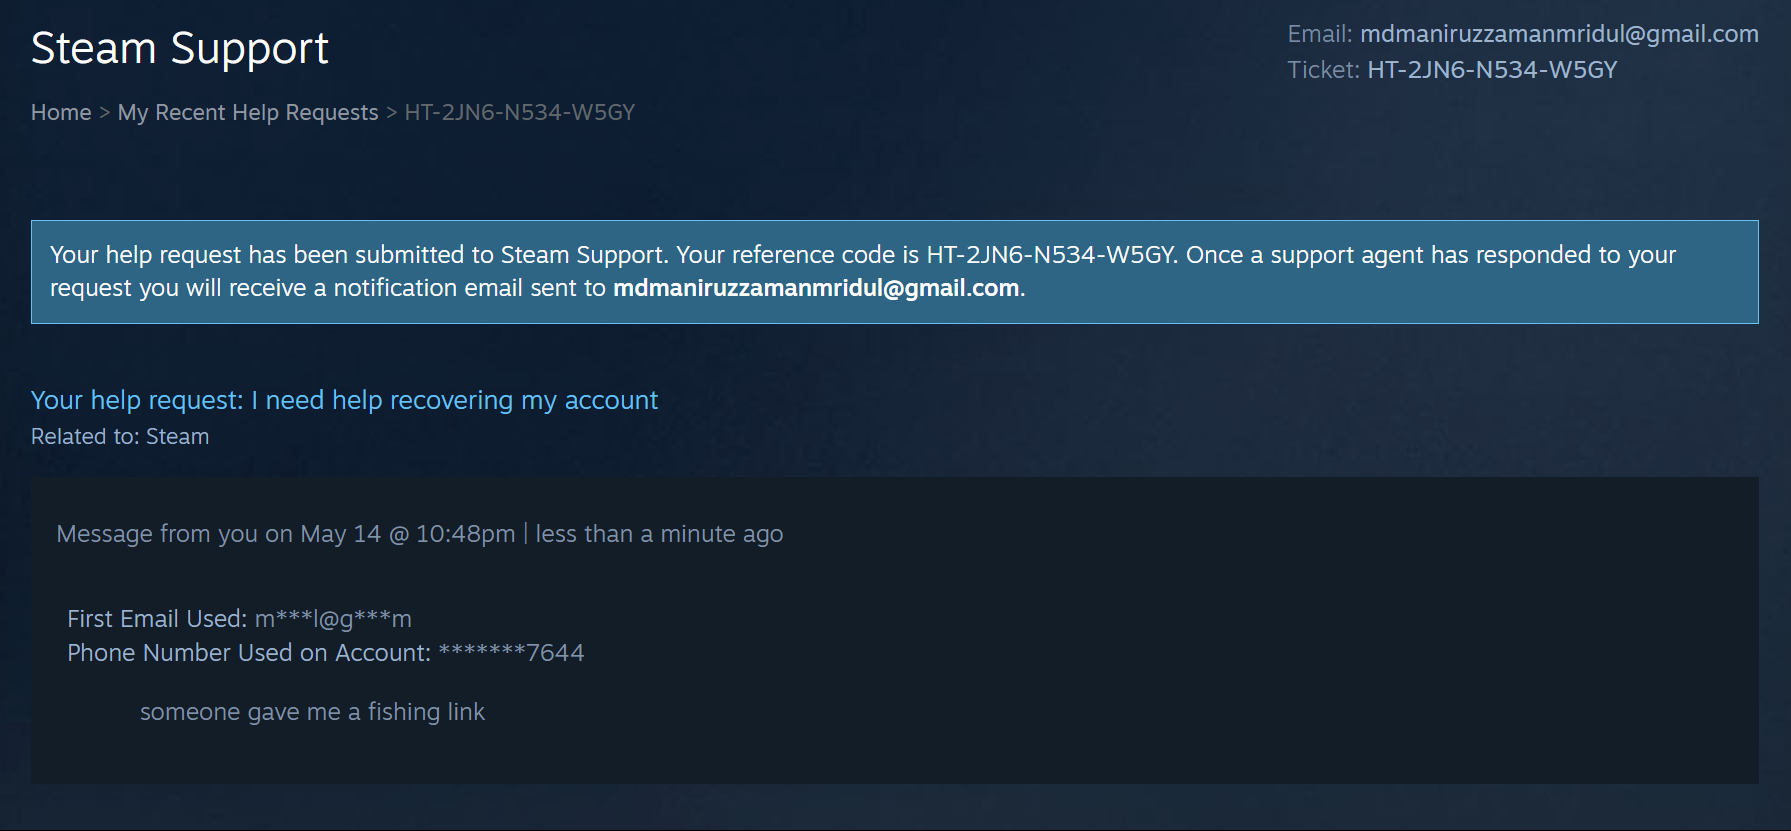 Steam Support
Email: mdmaniruzzamanmridul@gmail.com
Ticket: HT-2JN6-N534-W5GY
Home > My Recent Help Requests > HT-2JN6-N534-W5GY
Your help request has been submitted to Steam Support. Your reference code is HT-2JN6-N534-W5GY. Once a support agent has responded to your
request you will receive a notification email sent to mdmaniruzzamanmridul@gmail.com.
Your help request: I need help recovering my account
Related to: Steam
Message from you on May 14 @ 10:48pm | less than a minute ago
First Email Used: m***l@g***m
Phone Number Used on Account: *******7644
someone gave me a fishing link